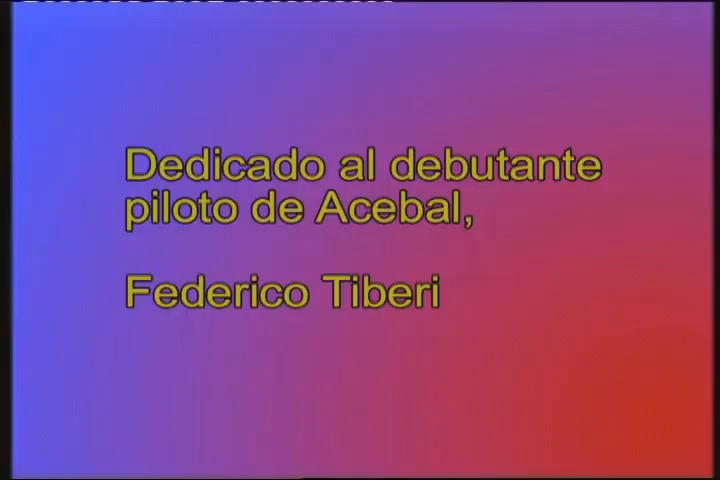 Dedicado al debutante
piloto de Acebal,
Federico Tiberi